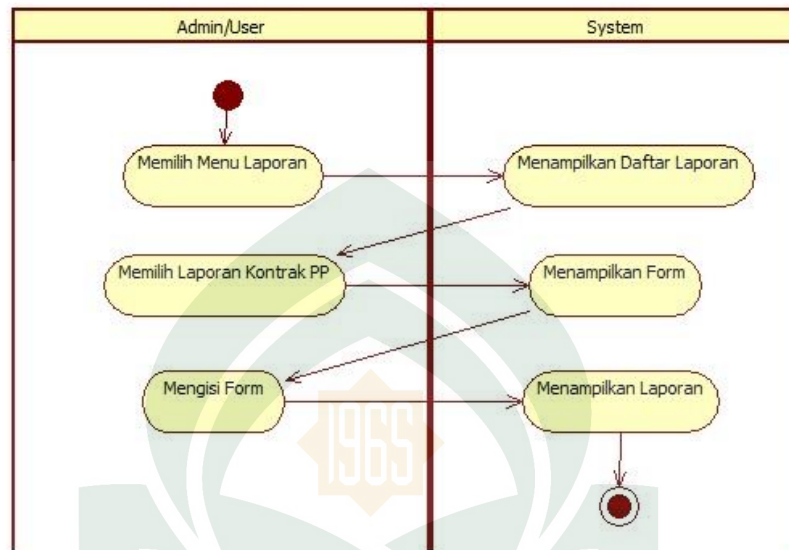 Admin/User
System
Memilih Menu Laporan
Menampilkan Daftar Laporan
Memilih Laporan Kontrak PP
Menampilkan Form
Mengisi Form
Menampilkan Laporan
1965